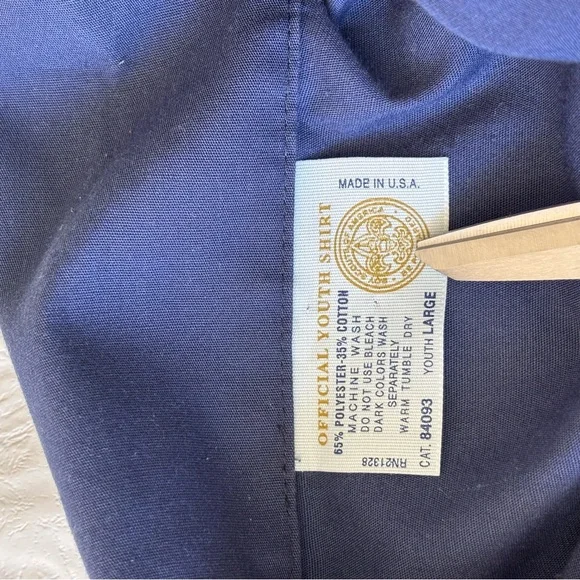 MADE IN U.S.A.
OFFICIAL YOUTH SHIRT
65% POLYESTER-35% COTTON
MACHINE WASH
DO NOT USE BLEACH
DARK COLORS WASH
SEPARATELY
WARM TUMBLE DRY
CAT. 84093 YOUTH LARGE
RN21328